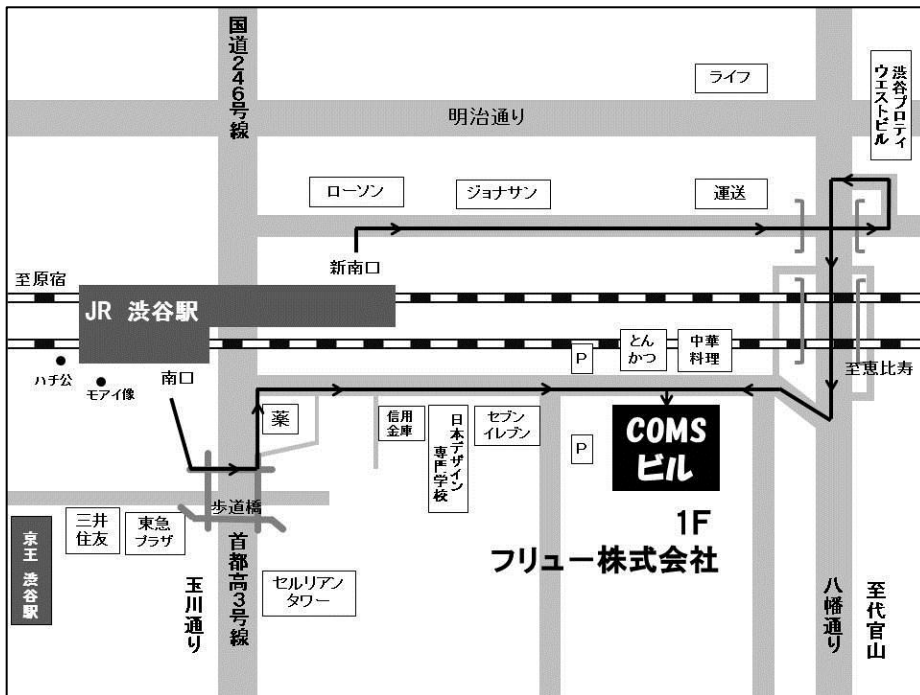 国道246号線
ライフ
渋谷プロティ
ウエストビル
明治通り
ローソン
ジョナサン
運送
新南口
至原宿
JR 渋谷駅
とん
かつ
中華
料理
P
至恵比寿
ハチ公
モアイ像
南口
薬
信用
金庫
日本デザイン
専門学校
セブン
イレブン
P
COMS
ビル
歩道橋
1F
フリュー株式会社
京王 渋谷駅
三井
住友
東急
プラザ
玉川通り
首都高3号線
セルリアン
タワー
八幡通り
至代官山